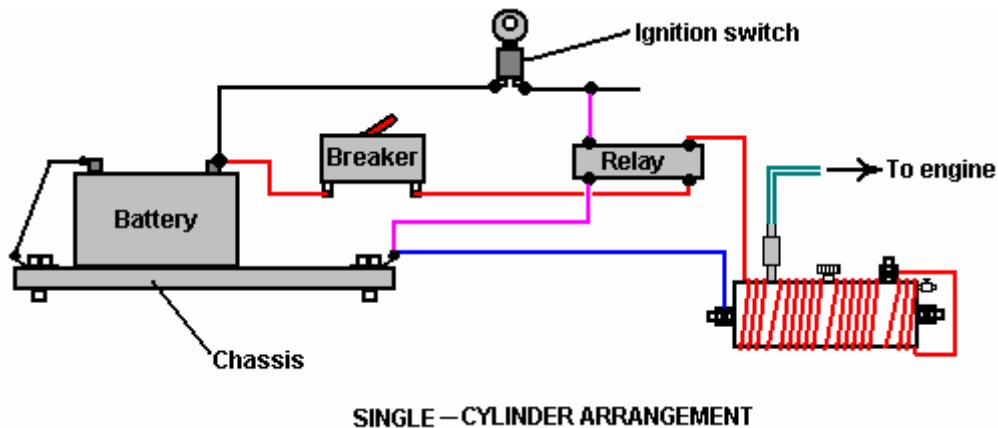 Ignition switch
Breaker
Relay
To engine
Battery
Chassis
SINGLE – CYLINDER ARRANGEMENT